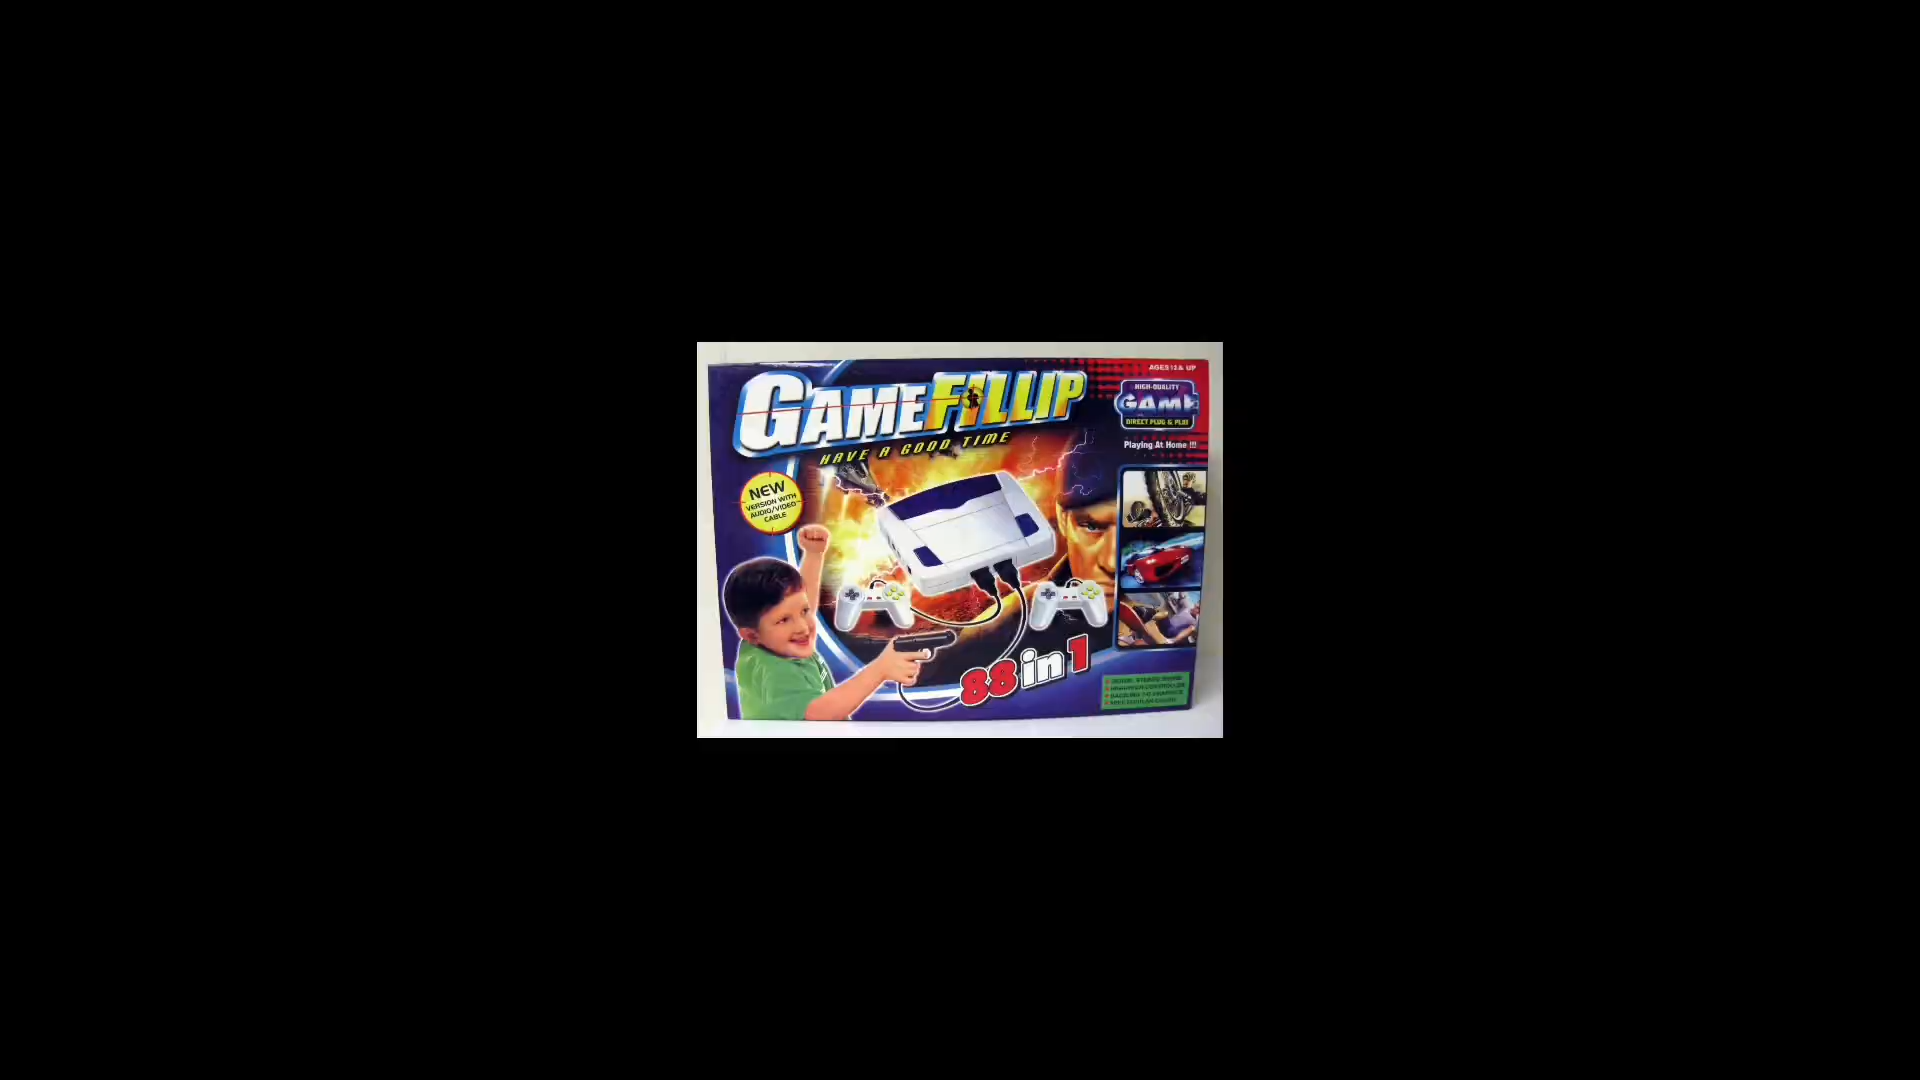 GAMEFILLIP
HAVE A GOOD TIME
AGES 12 & UP
HIGH-QUALITY
GAME
DIRECT PLUG & PLAY
Playing At Home !!!
NEW
VERSION WITH
AUDIO/VIDEO
CABLE
88 in 1